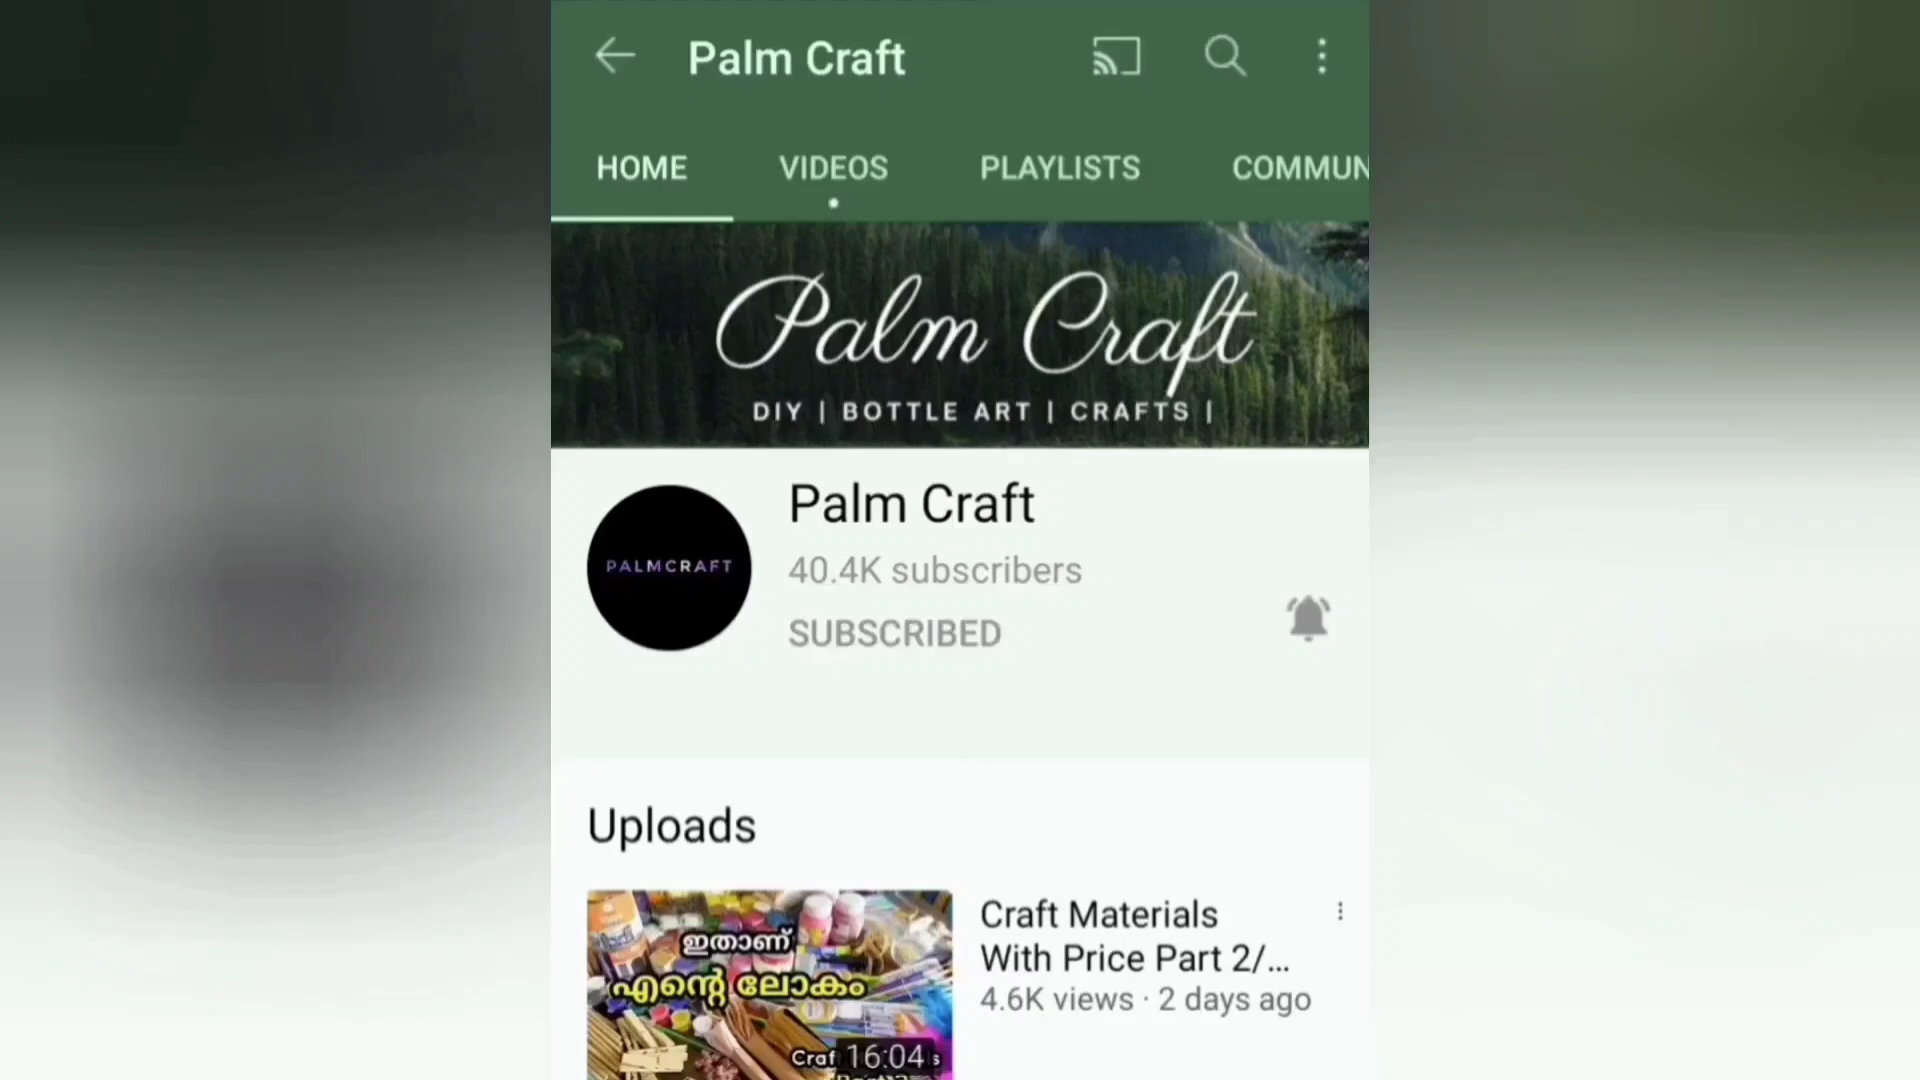 Palm Craft
HOME VIDEOS PLAYLISTS COMMUN
Palm Craft
DIY | BOTTLE ART | CRAFTS |
PALMCRAFT
Palm Craft
40.4K subscribers
SUBSCRIBED
Uploads
ഇതാണ്
എന്റെ ലോകം
16:04
Craft Materials
With Price Part 2/...
4.6K views · 2 days ago